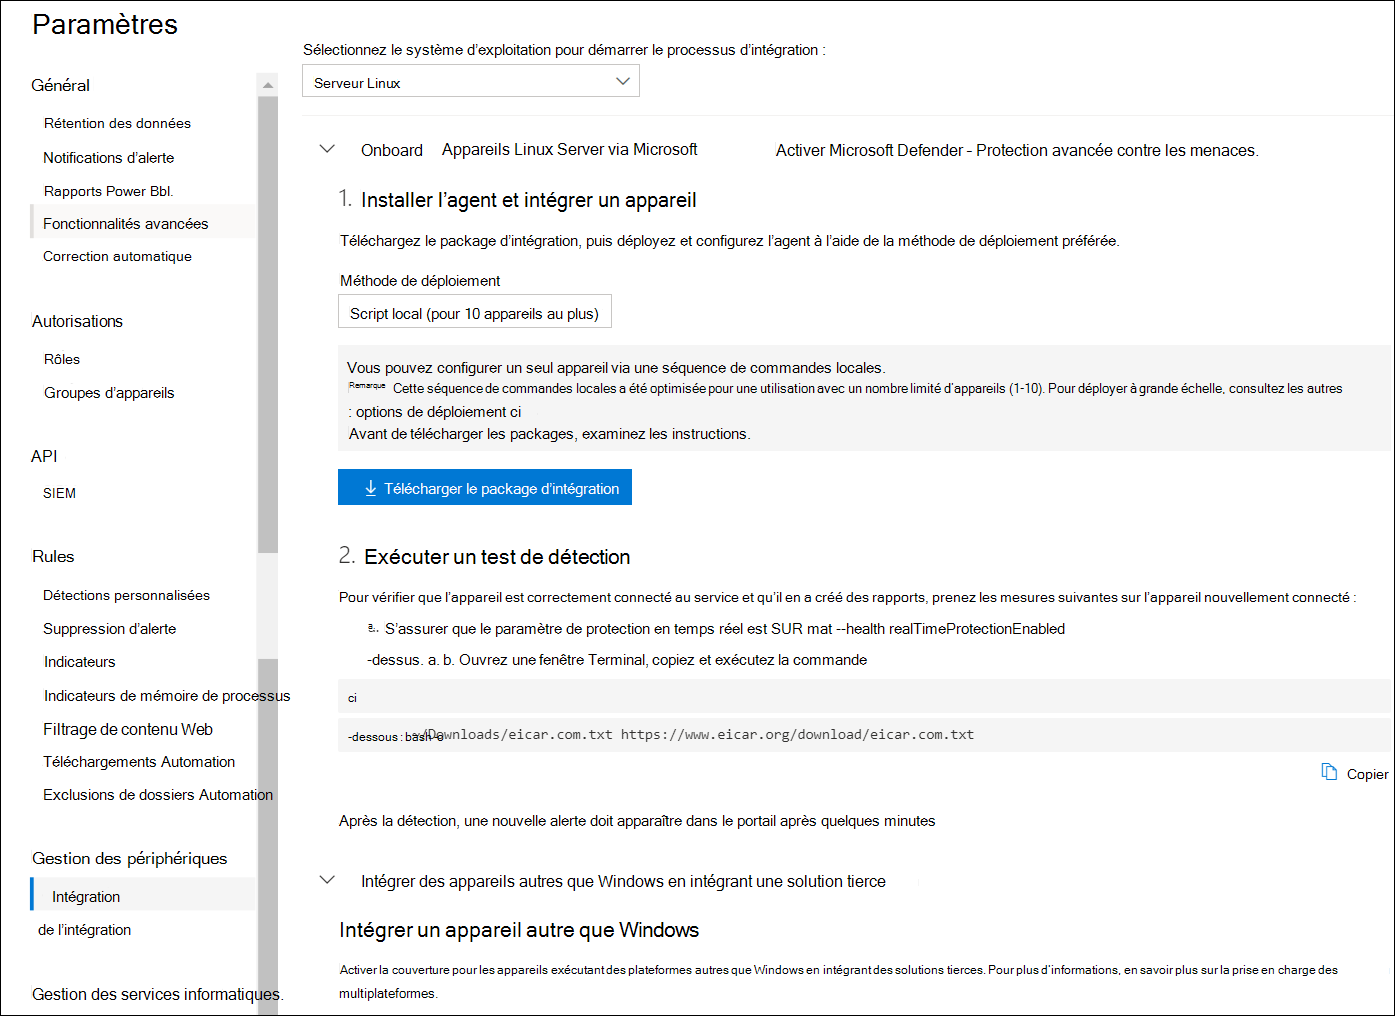 Paramètres
Général
Rétention des données
Notifications d'alerte
Rapports Power Bbl.
Fonctionnalités avancées
Correction automatique
Autorisations
Rôles
Groupes d'appareils
API
SIEM
Rules
Détections personnalisées
Suppression d'alerte
Indicateurs
Indicateurs de mémoire de processus
Filtrage de contenu Web
Téléchargements Automation
Exclusions de dossiers Automation
Gestion des périphériques
Intégration
de l'intégration
Gestion des services informatiques.
Sélectionnez le système d'exploitation pour démarrer le processus d'intégration :
Serveur Linux
Onboard Appareils Linux Server via Microsoft Activer Microsoft Defender - Protection avancée contre les menaces.
1. Installer l'agent et intégrer un appareil
Téléchargez le package d'intégration, puis déployez et configurez l'agent à l'aide de la méthode de déploiement préférée.
Méthode de déploiement
Script local (pour 10 appareils au plus)
Vous pouvez configurer un seul appareil via une séquence de commandes locales.
Remarque Cette séquence de commandes locales a été optimisée pour une utilisation avec un nombre limité d'appareils (1-10). Pour déployer à grande échelle, consultez les autres
: options de déploiement ci
Avant de télécharger les packages, examinez les instructions.
Télécharger le package d'intégration
2. Exécuter un test de détection
Pour vérifier que l'appareil est correctement connecté au service et qu'il en a créé des rapports, prenez les mesures suivantes sur l'appareil nouvellement connecté :
a. S'assurer que le paramètre de protection en temps réel est SUR mat --health realTimeProtectionEnabled
-dessus. a. b. Ouvrez une fenêtre Terminal, copiez et exécutez la commande
ci
-dessous : bash-o ~/Downloads/eicar.com.txt https://www.eicar.org/download/eicar.com.txt
Copier
Après la détection, une nouvelle alerte doit apparaître dans le portail après quelques minutes
Intégrer des appareils autres que Windows en intégrant une solution tierce
Intégrer un appareil autre que Windows
Activer la couverture pour les appareils exécutant des plateformes autres que Windows en intégrant des solutions tierces. Pour plus d'informations, en savoir plus sur la prise en charge des
multiplateformes.